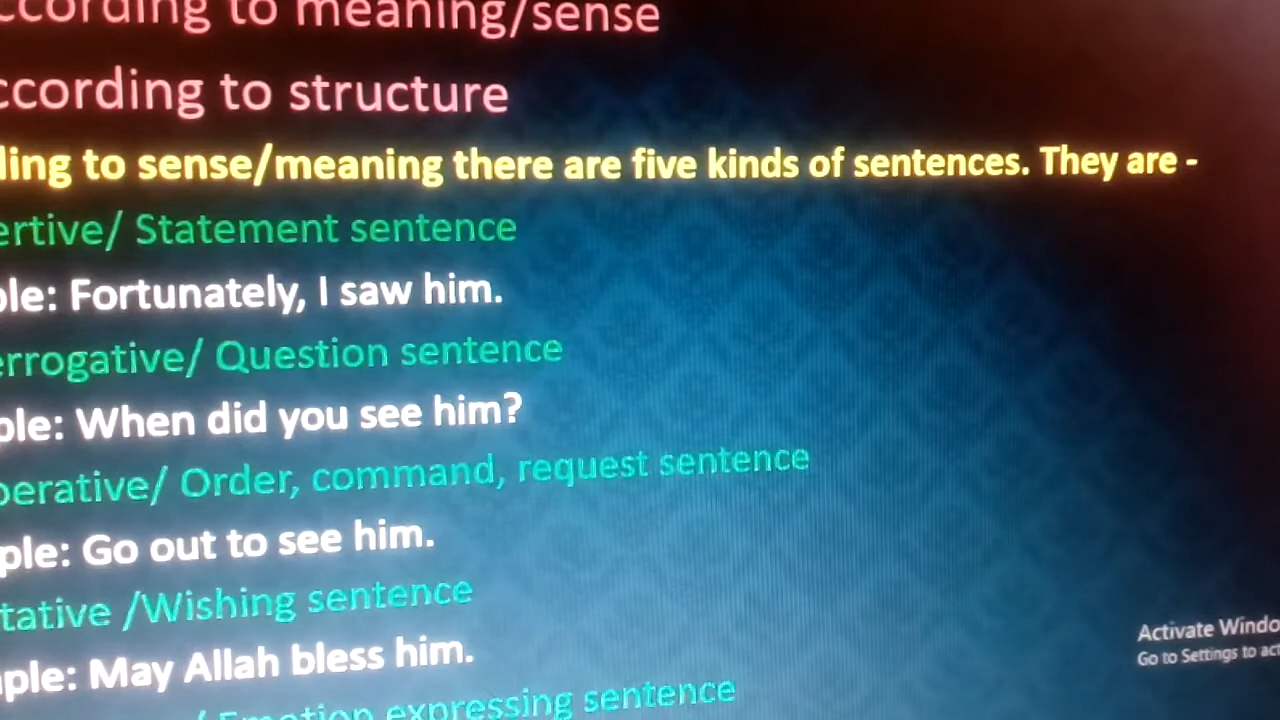 ccording to meaning/sense
ccording to structure
ling to sense/meaning there are five kinds of sentences. They are -
ertive/ Statement sentence
ple: Fortunately, I saw him.
errogative/ Question sentence
ple: When did you see him?
perative/ Order, command, request sentence
ple: Go out to see him.
tative /Wishing sentence
ple: May Allah bless him.
/ Emotion expressing sentence
Activate Windo
Go to Settings to act